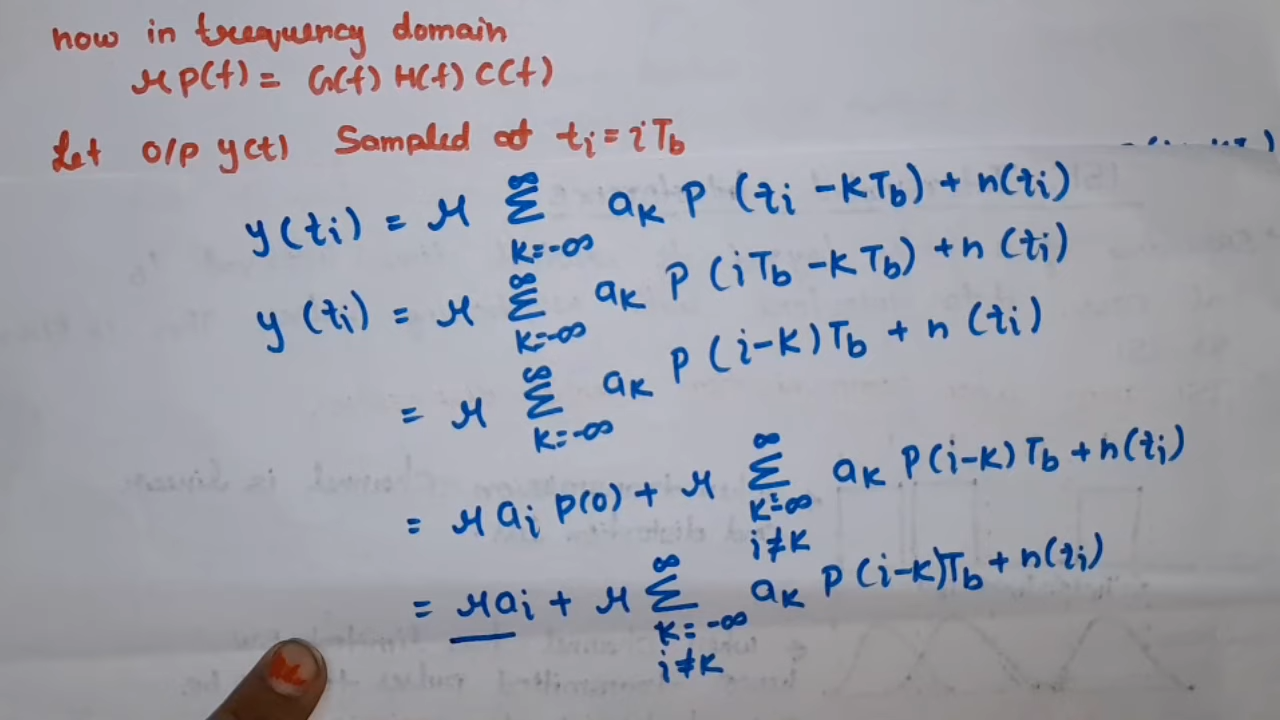 now in frequency domain
μ P(f) = G(f) H(f) C(f)
Let o/p y(t) Sampled at ti = i Tb
y(ti) = μ ∞ Σ k=-∞ ak P (ti - kTb) + n(ti)
y(ti) = μ ∞ Σ k=-∞ ak P (iTb - kTb) + n(ti)
= μ ∞ Σ k=-∞ ak P (i-k) Tb + n(ti)
= μ ai P(0) + μ ∞ Σ k=-∞ i≠k ak P(i-k) Tb + n(ti)
= μai + μ ∞ Σ k=-∞ i≠k ak P (i-k)Tb + n(ti)